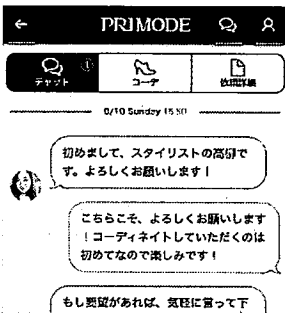 PRIMODE
チャット
コーデ
依頼詳細
6/10 Sunday 15:50
初めまして、スタイリストの高柳で
す。よろしくお願いします！
こちらこそ、よろしくお願いします
！コーディネイトしていただくのは
初めてなので楽しみです！
もし要望があれば、気軽に言って下